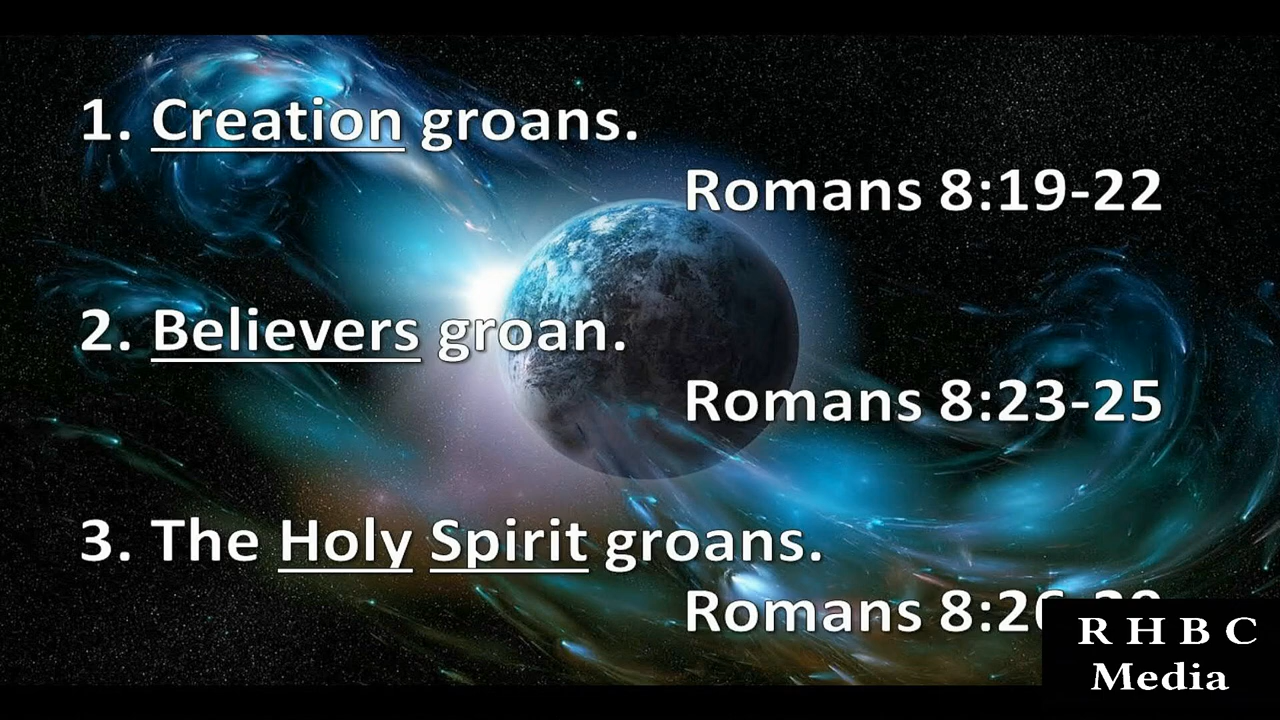 1. Creation groans.
Romans 8:19-22
2. Believers groan.
Romans 8:23-25
3. The Holy Spirit groans.
Romans
R H B C
Media